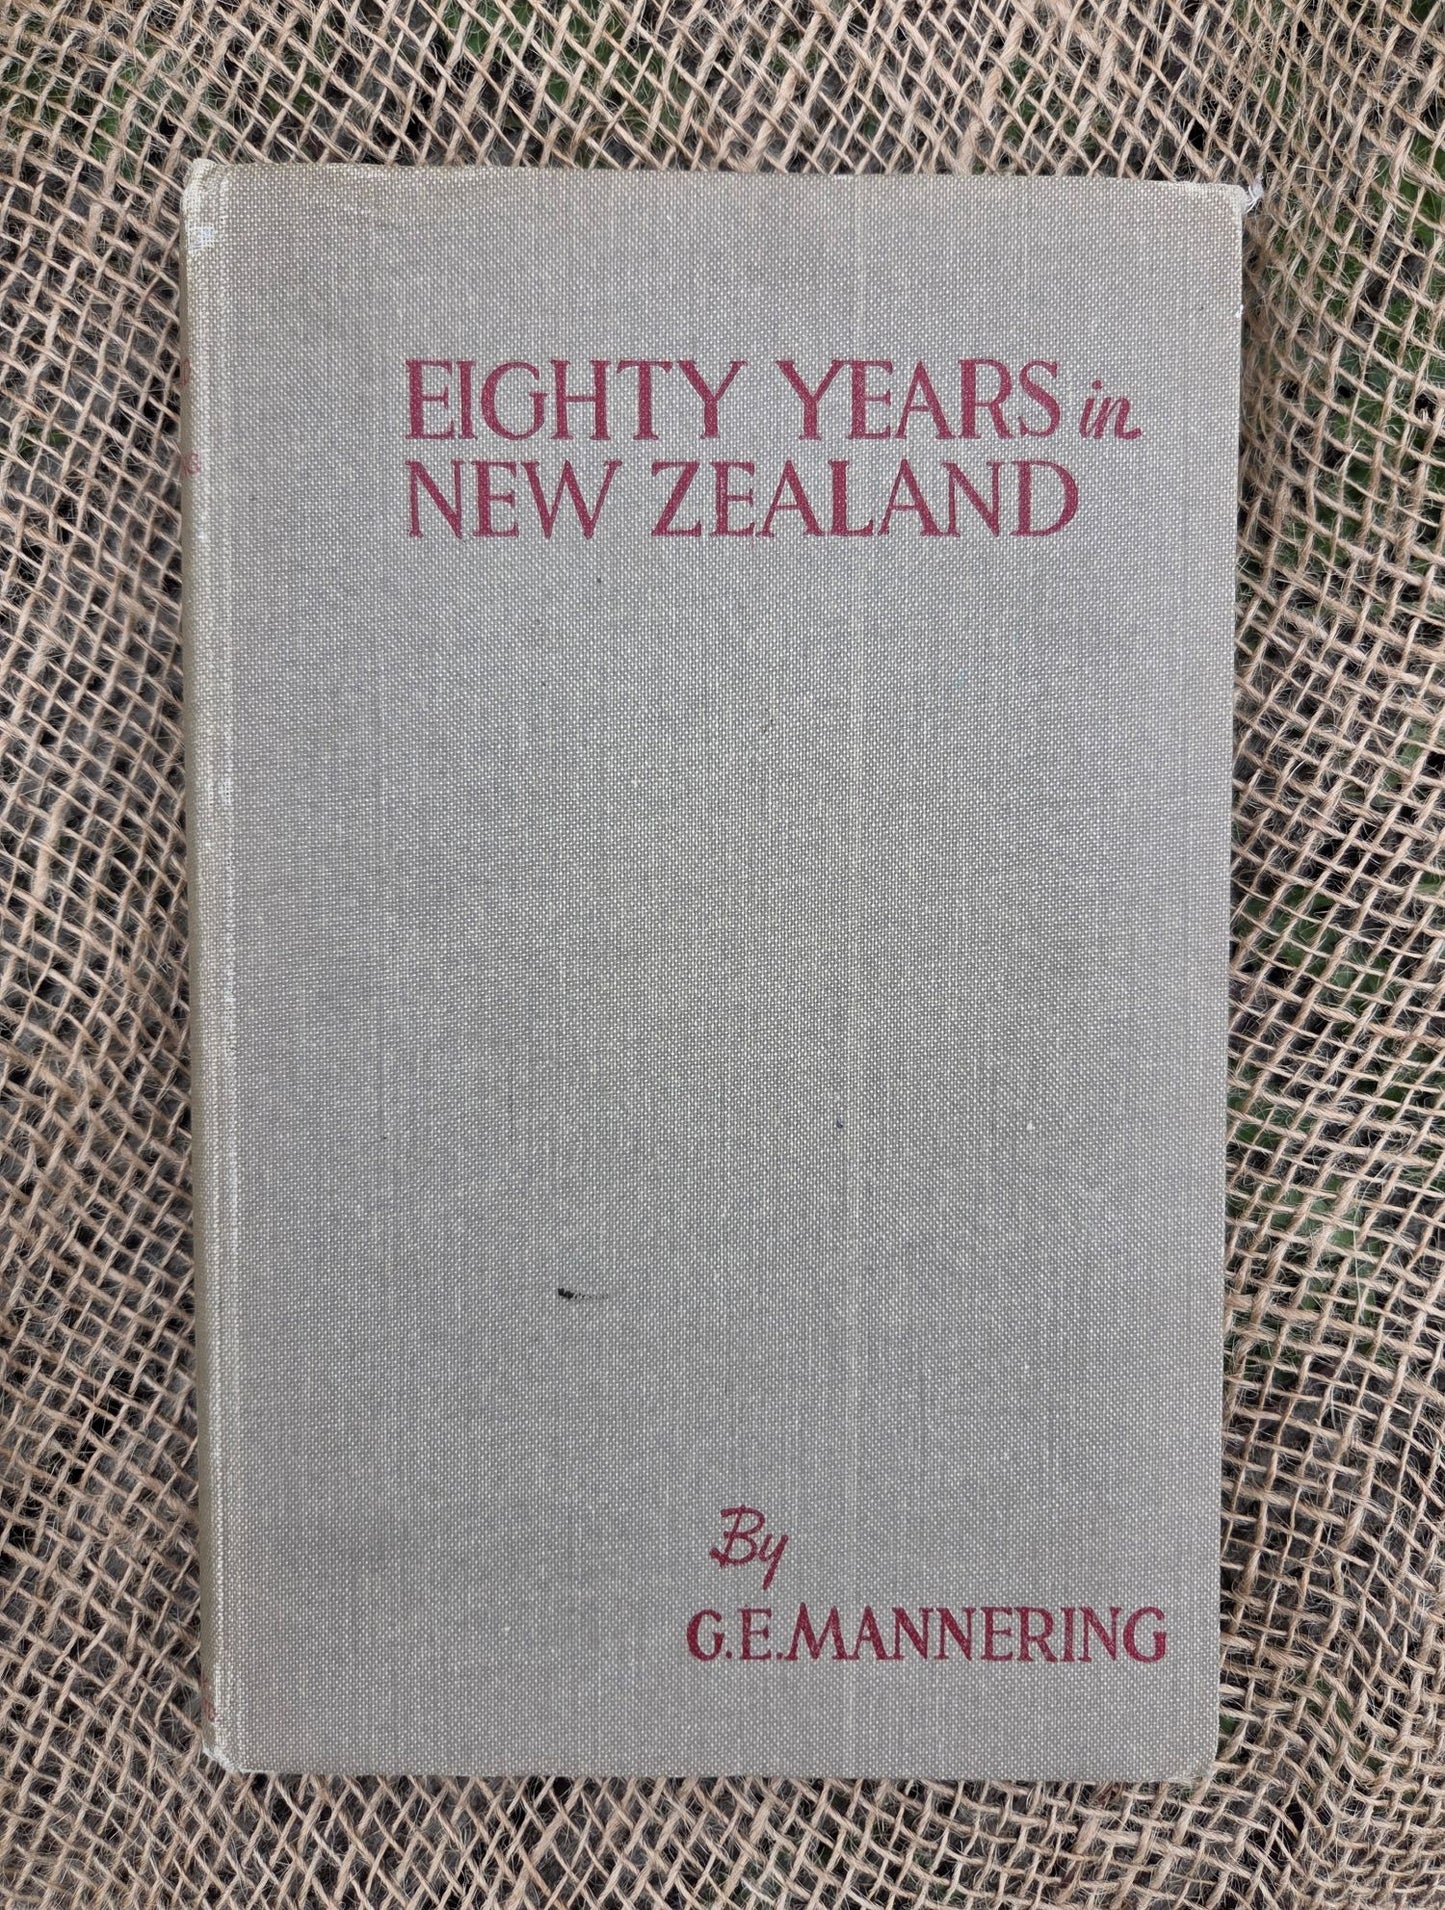 EIGHTY YEARS in
NEW ZEALAND
By
G.E.MANNERING